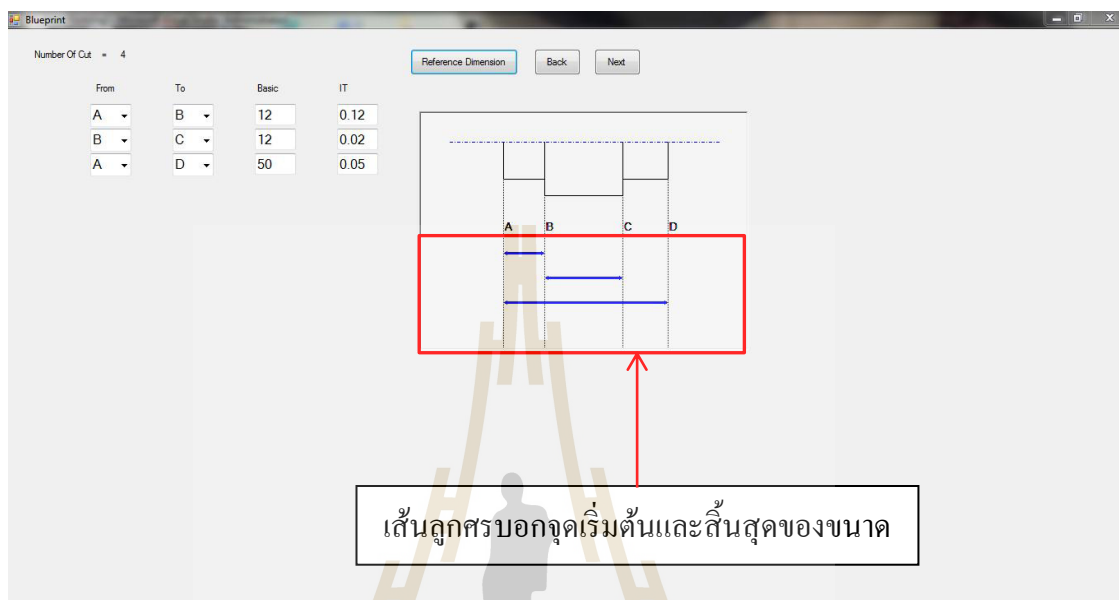 Blueprint
Number Of Cut = 4
Reference Dimension Back Next
From To Basic IT
A B 12 0.12
B C 12 0.02
A D 50 0.05
A B C D
เส้นลูกศรบอกจุดเริ่มต้นและสิ้นสุดของขนาด